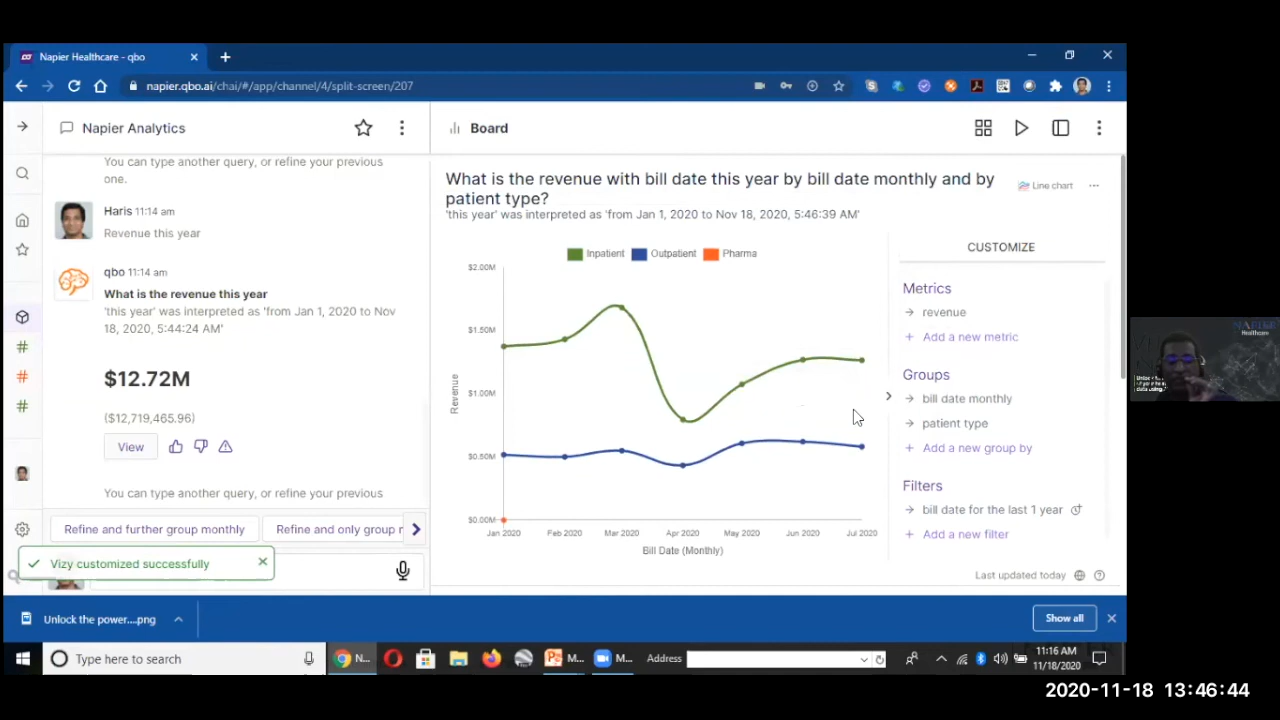 Napier Healthcare - qbo
napier.qbo.ai/chai/#/app/channel/4/split-screen/207
Napier Analytics
You can type another query, or refine your previous
one.
Haris 11:14 am
Revenue this year
qbo 11:14 am
What is the revenue this year
'this year' was interpreted as 'from Jan 1, 2020 to Nov
18, 2020, 5:44:24 AM'
$12.72M
($12,719,465.96)
View
You can type another query, or refine your previous
Refine and further group monthly
Refine and only group r
Vizy customized successfully
Board
What is the revenue with bill date this year by bill date monthly and by
patient type?
Line chart
'this year' was interpreted as 'from Jan 1, 2020 to Nov 18, 2020, 5:46:39 AM'
Inpatient Outpatient Pharma
$2.00M
$1.50M
$1.00M
$0.50M
$0.00M
Revenue
Jan 2020 Feb 2020 Mar 2020 Apr 2020 May 2020 Jun 2020 Jul 2020
Bill Date (Monthly)
CUSTOMIZE
Metrics
revenue
+ Add a new metric
Groups
bill date monthly
patient type
+ Add a new group by
Filters
bill date for the last 1 year
+ Add a new filter
Last updated today
NAPIER
Healthcare
Unlock the power....png
Show all
Type here to search
N...
M...
M...
Address
11:16 AM
11/18/2020
2020-11-18 13:46:44